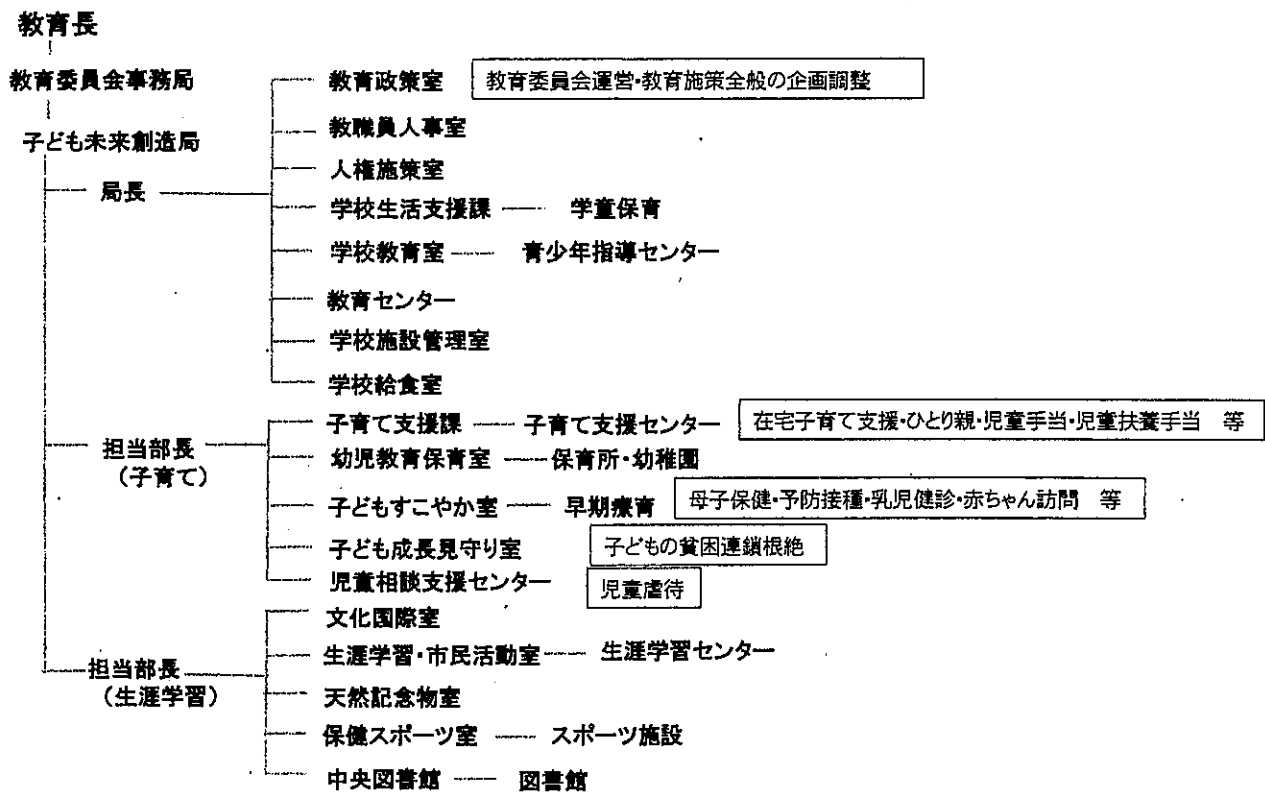 教育長
教育委員会事務局
子ども未来創造局
局長
教育政策室 教育委員会運営・教育施策全般の企画調整
教職員人事室
人権施策室
学校生活支援課 学童保育
学校教育室 青少年指導センター
教育センター
学校施設管理室
学校給食室
担当部長
（子育て）
子育て支援課 子育て支援センター 在宅子育て支援・ひとり親・児童手当・児童扶養手当 等
幼児教育保育室 保育所・幼稚園
子どもすこやか室 早期療育 母子保健・予防接種・乳児健診・赤ちゃん訪問 等
子ども成長見守り室 子どもの貧困連鎖根絶
児童相談支援センター 児童虐待
担当部長
（生涯学習）
文化国際室
生涯学習・市民活動室 生涯学習センター
天然記念物室
保健スポーツ室 スポーツ施設
中央図書館 図書館